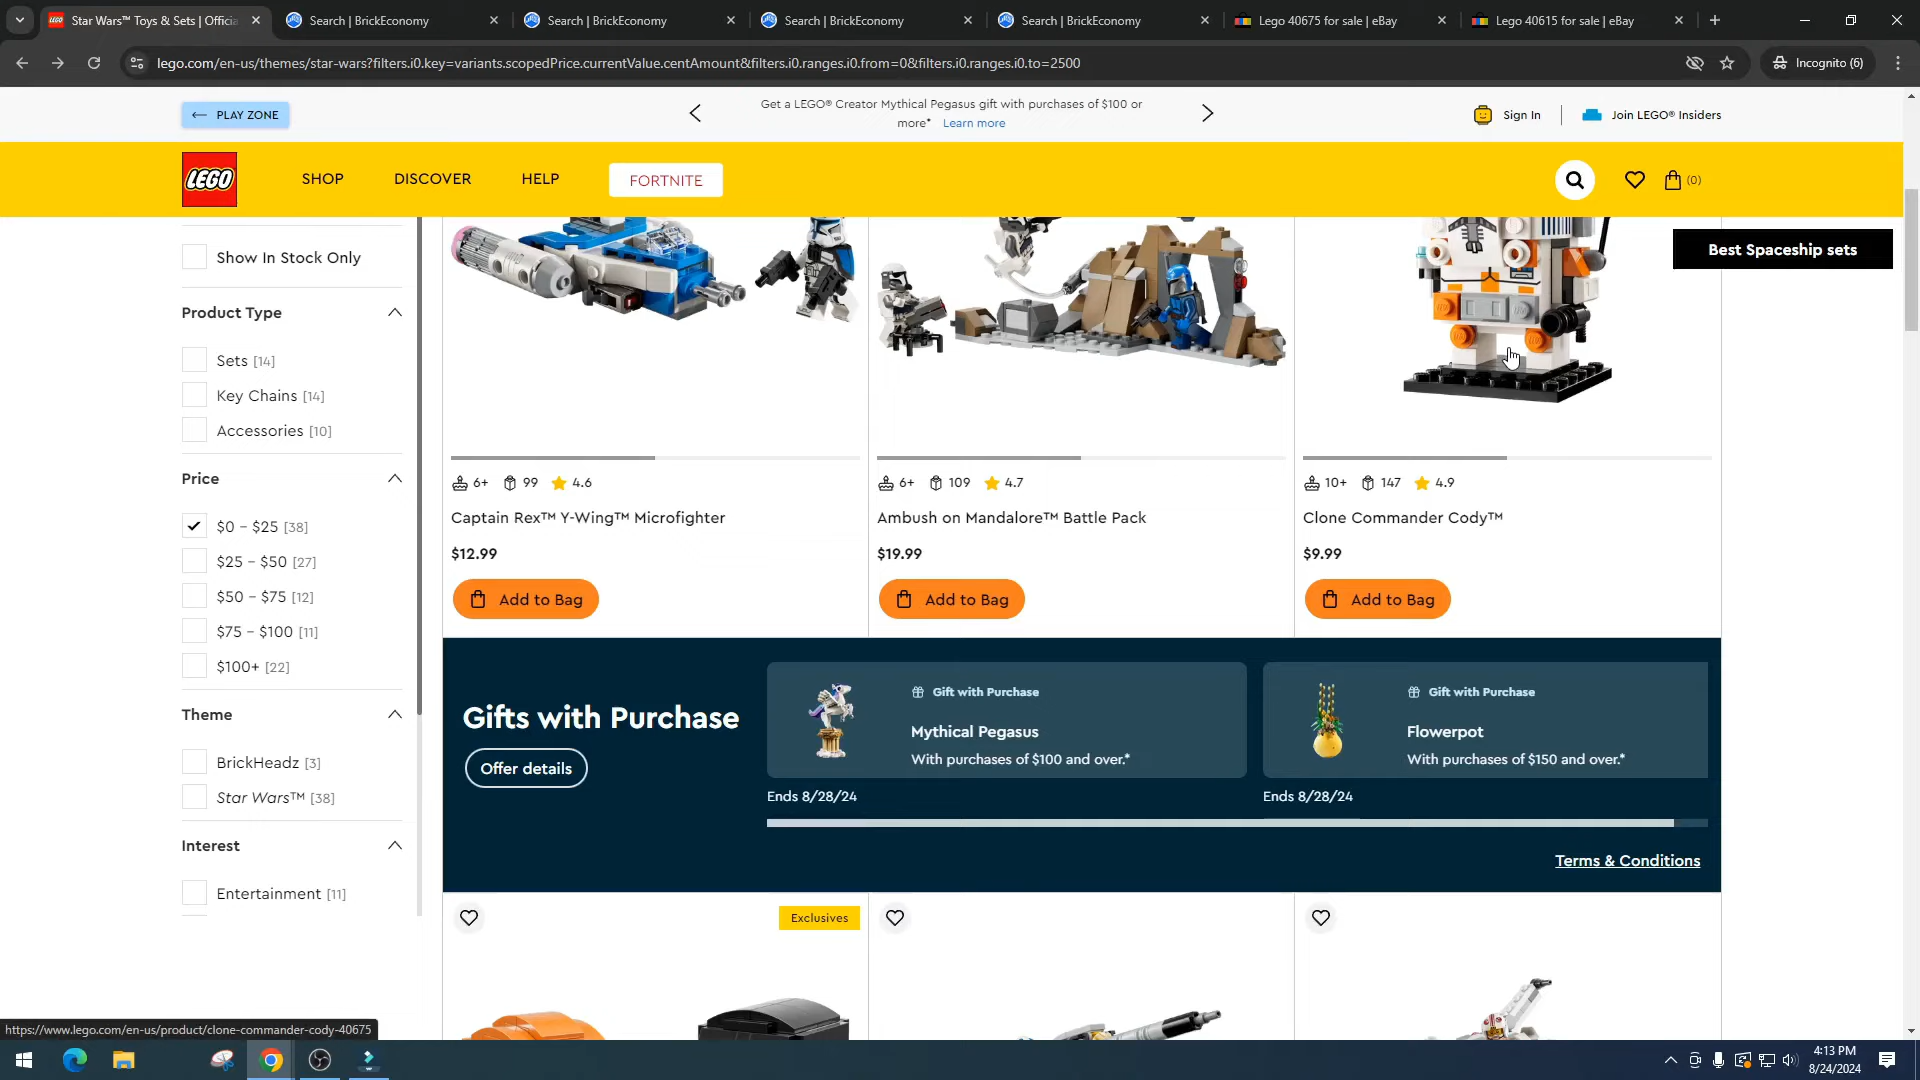 Star Wars™ Toys & Sets | Officia
Search | BrickEconomy
Search | BrickEconomy
Search | BrickEconomy
Search | BrickEconomy
Lego 40675 for sale | eBay
Lego 40615 for sale | eBay
lego.com/en-us/themes/star-wars?filters.i0.key=variants.scopedPrice.currentValue.centAmount&filters.i0.ranges.i0.from=0&filters.i0.ranges.i0.to=2500
Incognito (6)
PLAY ZONE
Get a LEGO® Creator Mythical Pegasus gift with purchases of $100 or
more* Learn more
Sign In
Join LEGO® Insiders
LEGO
SHOP
DISCOVER
HELP
FORTNITE
(0)
Best Spaceship sets
Show In Stock Only
Product Type
Sets [14]
Key Chains [14]
Accessories [10]
Price
$0 – $25 [38]
$25 – $50 [27]
$50 – $75 [12]
$75 – $100 [11]
$100+ [22]
Theme
BrickHeadz [3]
Star Wars™ [38]
Interest
Entertainment [11]
6+ 99 4.6
Captain Rex™ Y-Wing™ Microfighter
$12.99
Add to Bag
6+ 109 4.7
Ambush on Mandalore™ Battle Pack
$19.99
Add to Bag
10+ 147 4.9
Clone Commander Cody™
$9.99
Add to Bag
Gifts with Purchase
Offer details
Gift with Purchase
Mythical Pegasus
With purchases of $100 and over.*
Ends 8/28/24
Gift with Purchase
Flowerpot
With purchases of $150 and over.*
Ends 8/28/24
Terms & Conditions
Exclusives
https://www.lego.com/en-us/product/clone-commander-cody-40675
4:13 PM
8/24/2024